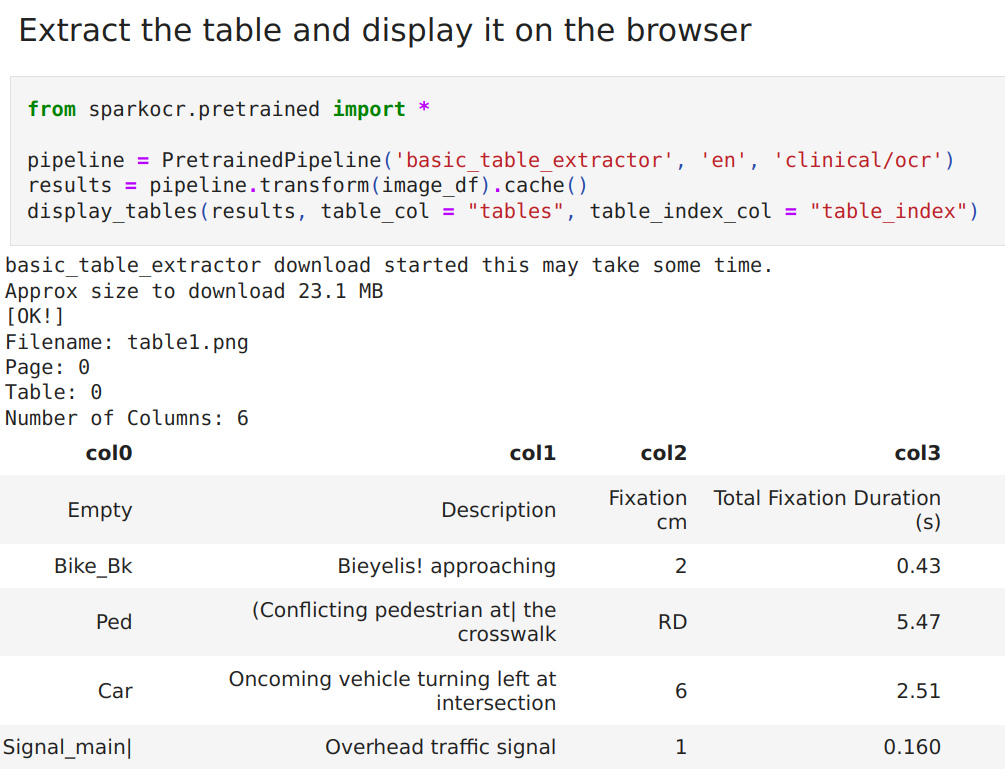 Extract the table and display it on the browser
from sparkocr.pretrained import *
pipeline = PretrainedPipeline('basic_table_extractor', 'en', 'clinical/ocr')
results = pipeline.transform(image_df).cache()
display_tables(results, table_col = "tables", table_index_col = "table_index")
basic_table_extractor download started this may take some time.
Approx size to download 23.1 MB
[OK!]
Filename: table1.png
Page: 0
Table: 0
Number of Columns: 6
col0 col1 col2 col3
Empty Description Fixation cm Total Fixation Duration (s)
Bike_Bk Bieyelis! approaching 2 0.43
Ped (Conflicting pedestrian at| the crosswalk RD 5.47
Car Oncoming vehicle turning left at intersection 6 2.51
Signal_main| Overhead traffic signal 1 0.160